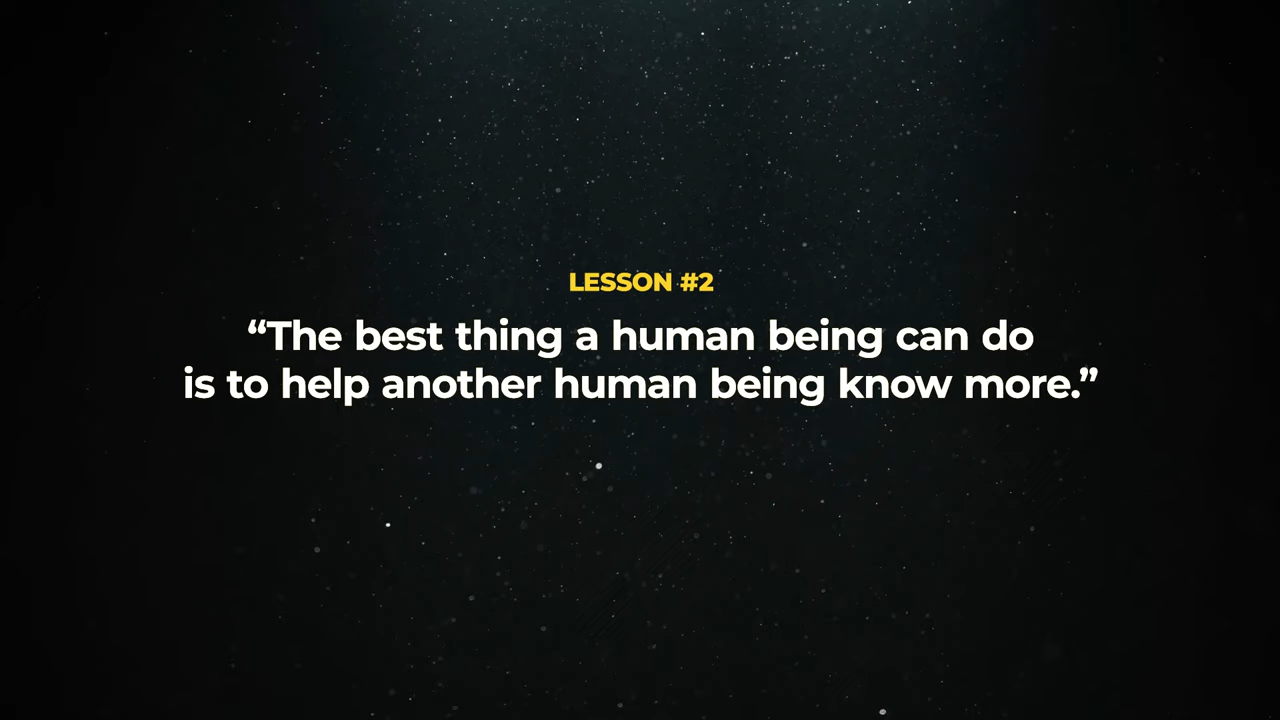 LESSON #2
“The best thing a human being can do
is to help another human being know more.”